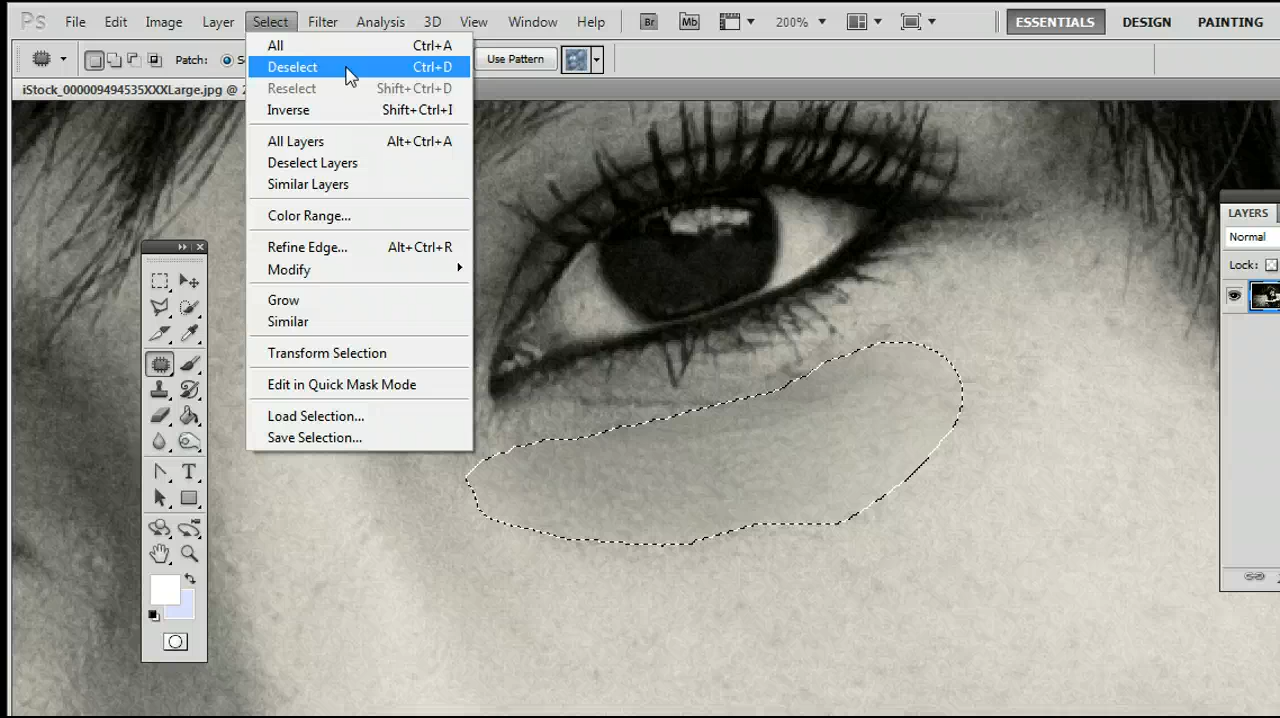 Ps File Edit Image Layer Select Filter Analysis 3D View Window Help Br Mb 200% ESSENTIALS DESIGN PAINTING
Patch: Use Pattern
iStock_000009494535XXXLarge.jpg @
All Ctrl+A
Deselect Ctrl+D
Reselect Shift+Ctrl+D
Inverse Shift+Ctrl+I
All Layers Alt+Ctrl+A
Deselect Layers
Similar Layers
Color Range...
Refine Edge... Alt+Ctrl+R
Modify
Grow
Similar
Transform Selection
Edit in Quick Mask Mode
Load Selection...
Save Selection...
T
LAYERS
Normal
Lock: